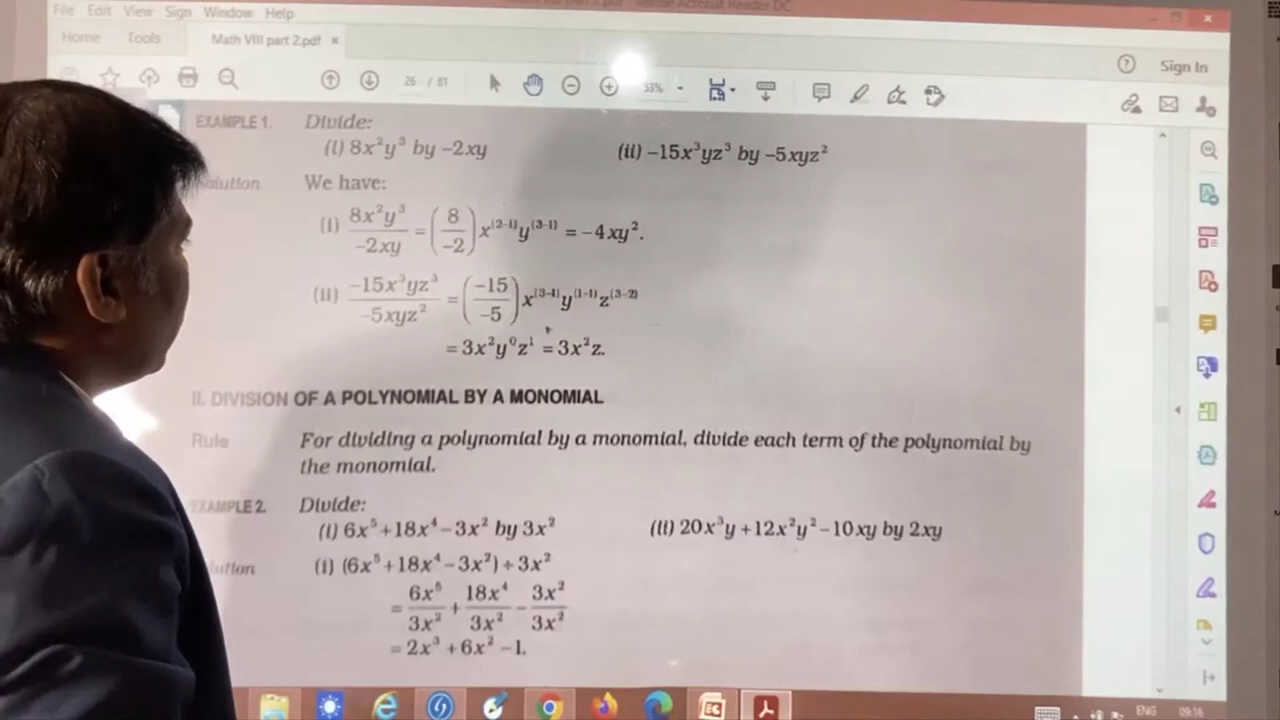 File Edit View Sign Window Help
Home Tools Math VIII part 2.pdf ×
Sign In
26 / 81 53%
EXAMPLE 1. Divide:
(i) 8x²y³ by -2xy (ii) -15x³yz³ by -5xyz²
We have:
(i) 8x²y³/-2xy = (8/-2)x⁽²⁻¹⁾y⁽³⁻¹⁾ = -4xy².
(ii) -15x³yz³/-5xyz² = (-15/-5)x⁽³⁻¹⁾y⁽¹⁻¹⁾z⁽³⁻²⁾
= 3x²y⁰z¹ = 3x²z.
II. DIVISION OF A POLYNOMIAL BY A MONOMIAL
Rule For dividing a polynomial by a monomial, divide each term of the polynomial by
the monomial.
EXAMPLE 2. Divide:
(i) 6x⁵+18x⁴-3x² by 3x² (ii) 20x³y+12x²y²-10xy by 2xy
(i) (6x⁵+18x⁴-3x²)÷3x²
= 6x⁵/3x² + 18x⁴/3x² - 3x²/3x²
= 2x³+6x²-1.
ENG 09:16